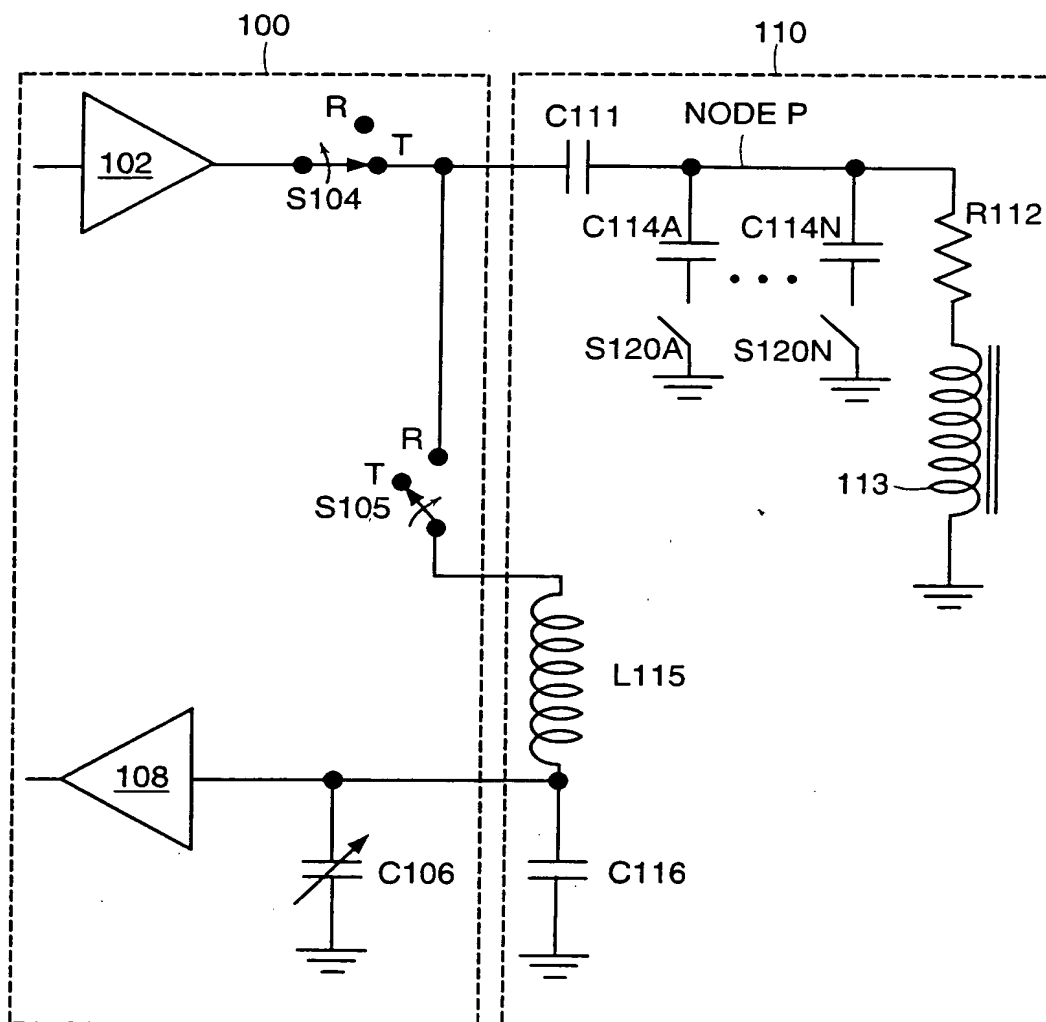 100
110
102
R
T
S104
C111
NODE P
C114A
C114N
R112
S120A
S120N
113
R
T
S105
L115
108
C106
C116